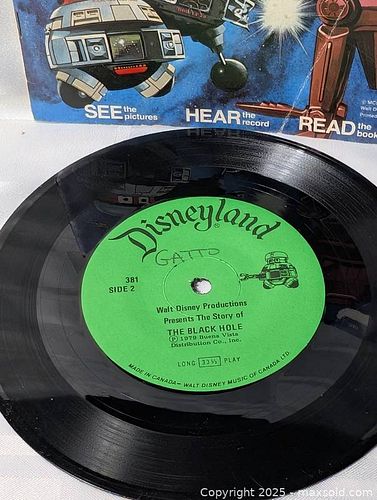 SEE the pictures HEAR the record READ the book
Disneyland®
GATTO
381
SIDE 2
Walt Disney Productions
Presents The Story of
THE BLACK HOLE
Ⓟ 1979 Buena Vista
Distribution Co., Inc.
LONG 33⅓ PLAY
MADE IN CANADA — WALT DISNEY MUSIC OF CANADA LTD.
Copyright © 2025 - maxsold.com